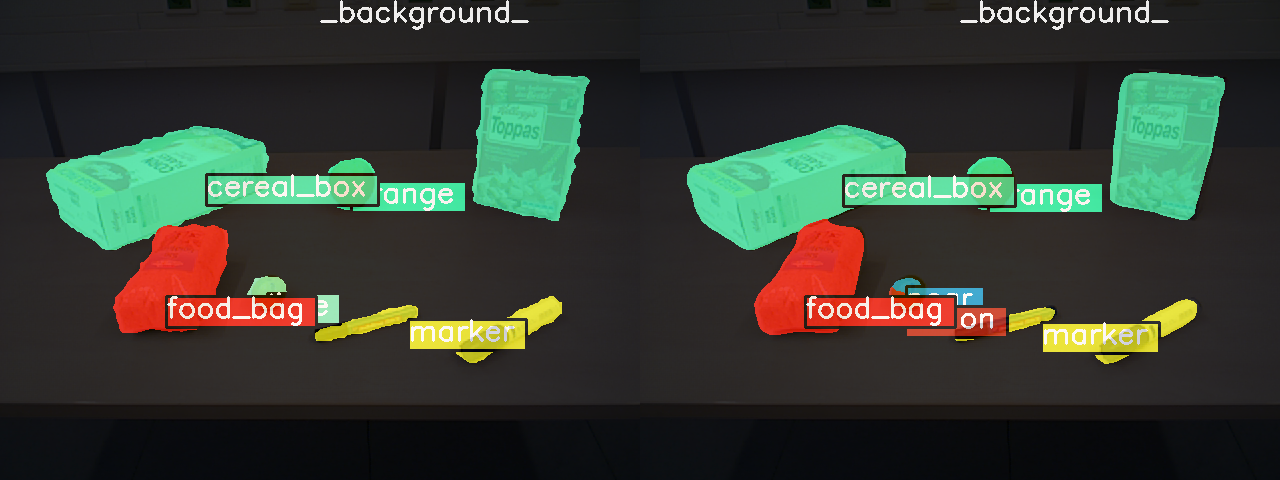 _background_
_background_
Toppas
Toppas
cereal_box
range
cereal_box
range
food_bag
e
marker
food_bag
on
marker